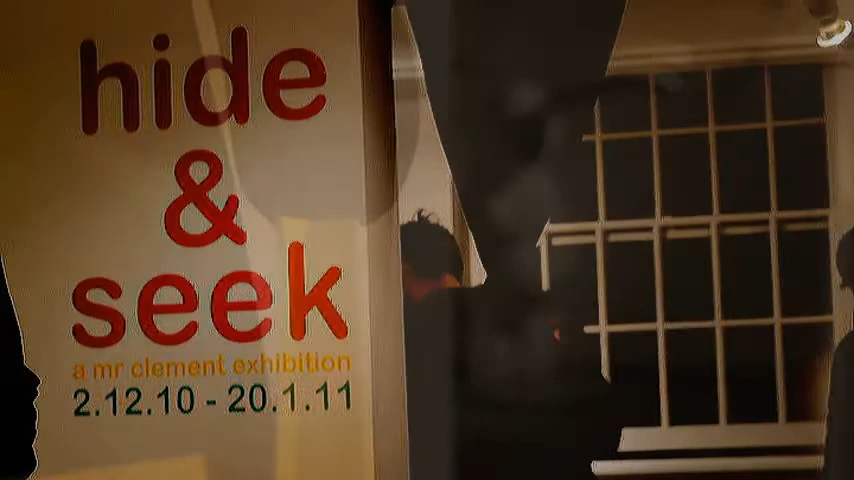 hide
&
seek
a mr clement exhibition
2.12.10 - 20.1.11